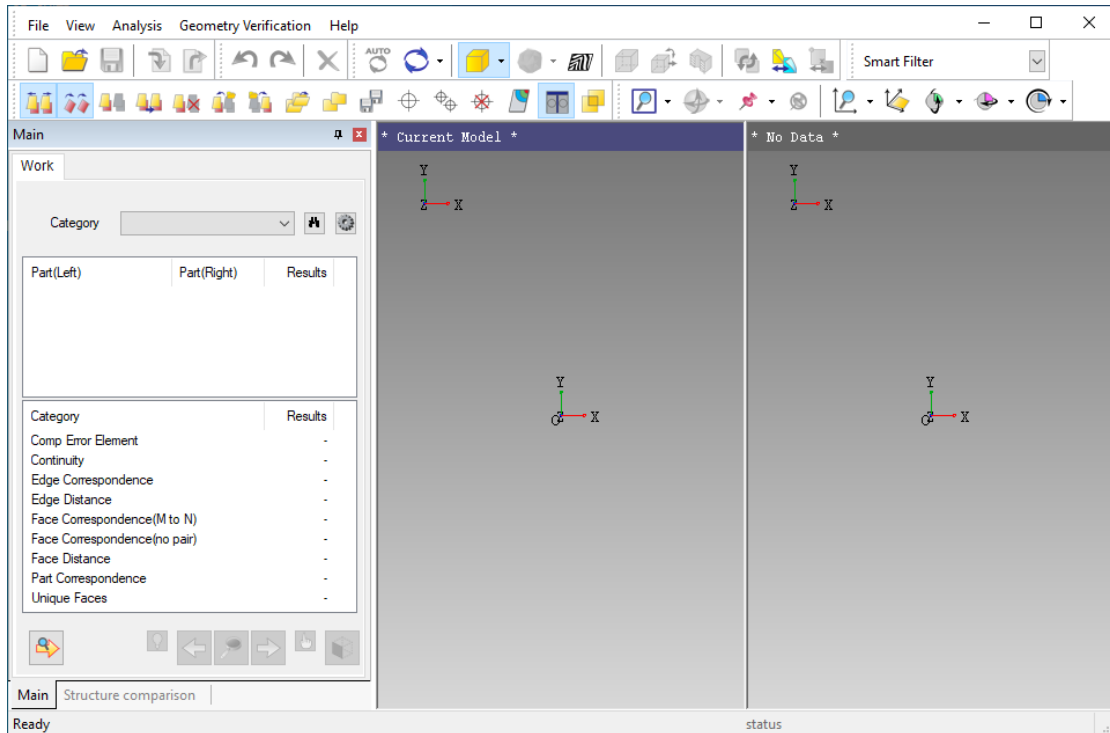 File View Analysis Geometry Verification Help
AUTO
Smart Filter
Main
* Current Model *
* No Data *
Work
Y
Z X
Y
Z X
Category
Part(Left) Part(Right) Results
Y
Z X
Y
Z X
Category Results
Comp Error Element -
Continuity -
Edge Correspondence -
Edge Distance -
Face Correspondence(M to N) -
Face Correspondence(no pair) -
Face Distance -
Part Correspondence -
Unique Faces -
Main Structure comparison
Ready status